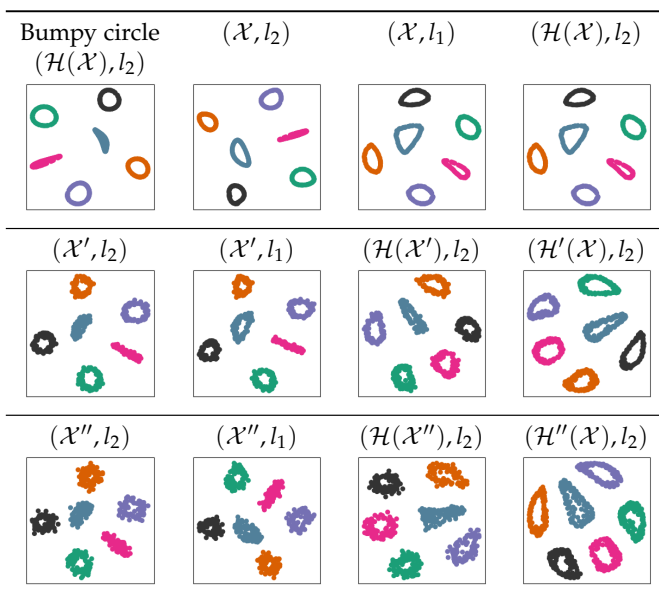 Bumpy circle
(ℋ(𝒳), l₂) (𝒳, l₂) (𝒳, l₁) (ℋ(𝒳), l₂)
(𝒳′, l₂) (𝒳′, l₁) (ℋ(𝒳′), l₂) (ℋ′(𝒳), l₂)
(𝒳″, l₂) (𝒳″, l₁) (ℋ(𝒳″), l₂) (ℋ″(𝒳), l₂)